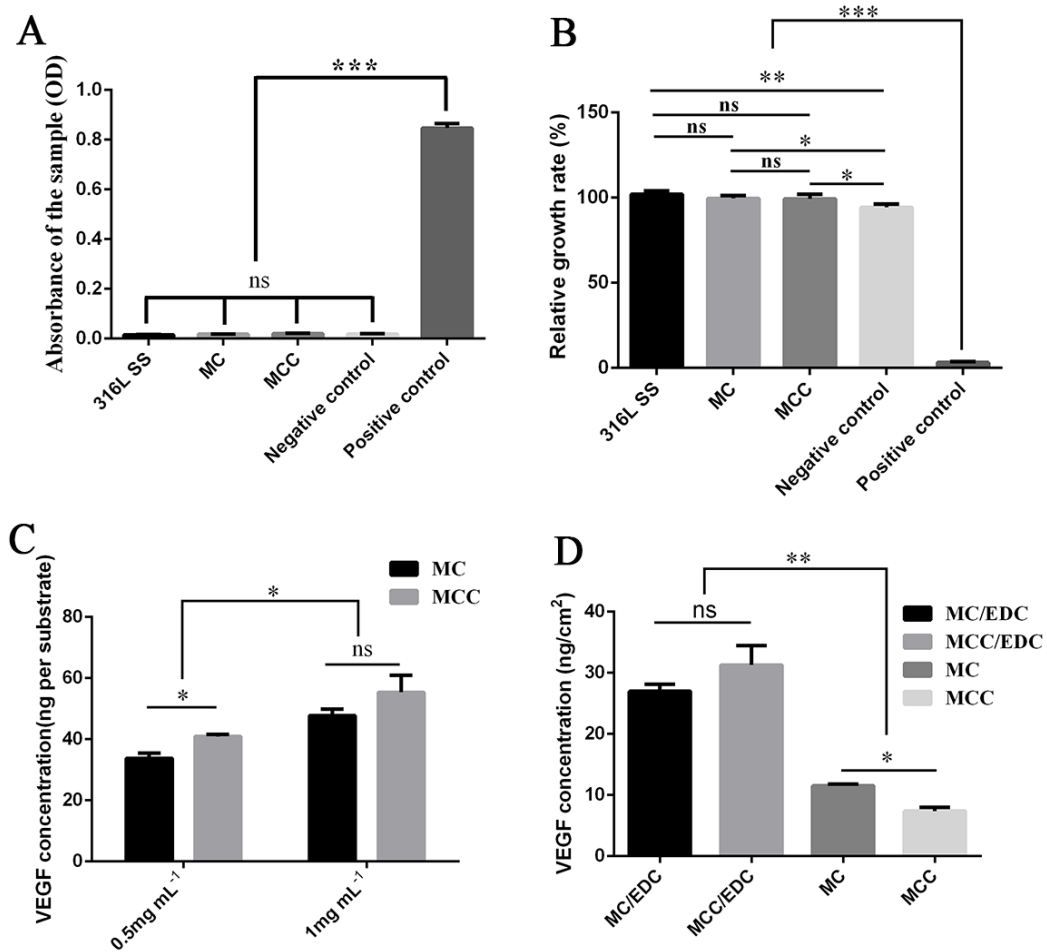 A
Absorbance of the sample (OD)
1.0
0.8
0.6
0.4
0.2
0.0
***
ns
316L SS
MC
MCC
Negative control
Positive control
B
Relative growth rate (%)
150
100
50
0
***
**
ns
ns
*
ns
*
316L SS
MC
MCC
Negative control
Positive control
C
VEGF concentration(ng per substrate)
80
60
40
20
0
MC
MCC
*
*
ns
0.5mg mL⁻¹
1mg mL⁻¹
D
VEGF concentration (ng/cm²)
40
30
20
10
0
**
ns
*
MC/EDC
MCC/EDC
MC
MCC
MC/EDC
MCC/EDC
MC
MCC